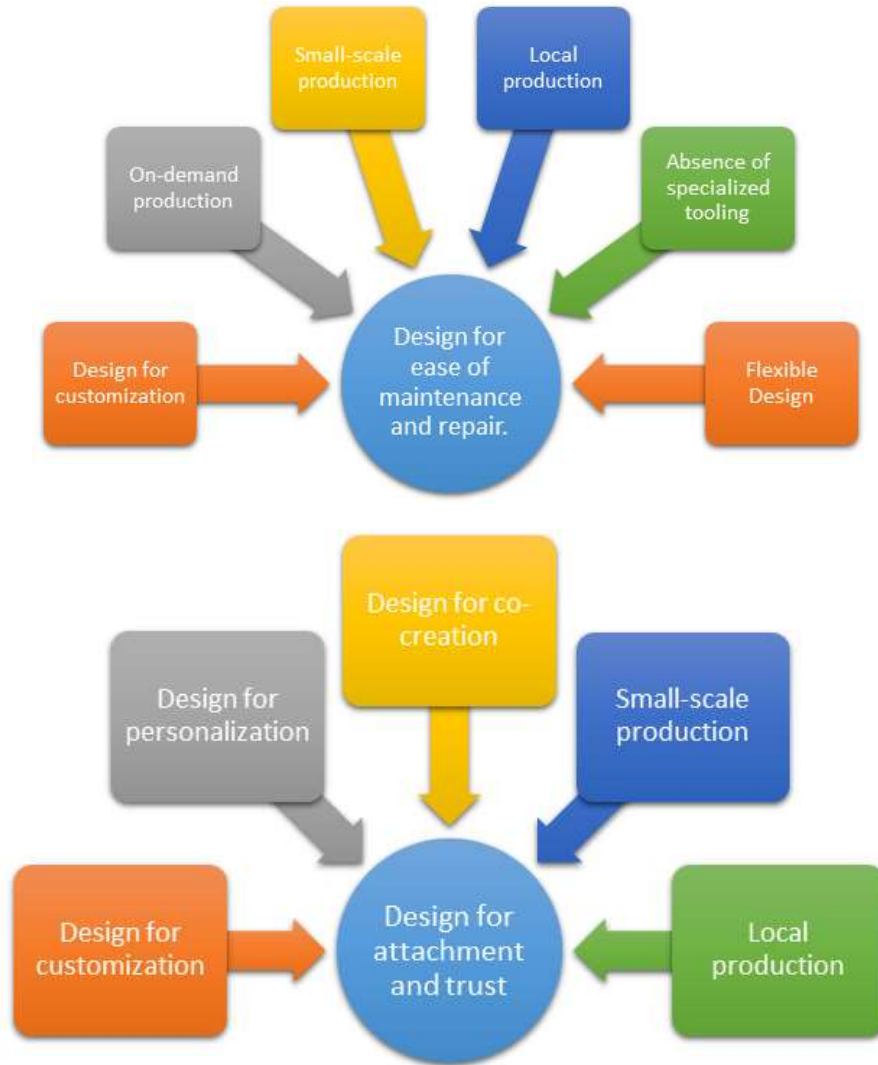 Small-scale
production
Local
production
On-demand
production
Absence of
specialized
tooling
Design for
customization
Design for
ease of
maintenance
and repair.
Flexible
Design
Design for co-
creation
Design for
personalization
Small-scale
production
Design for
customization
Design for
attachment
and trust
Local
production